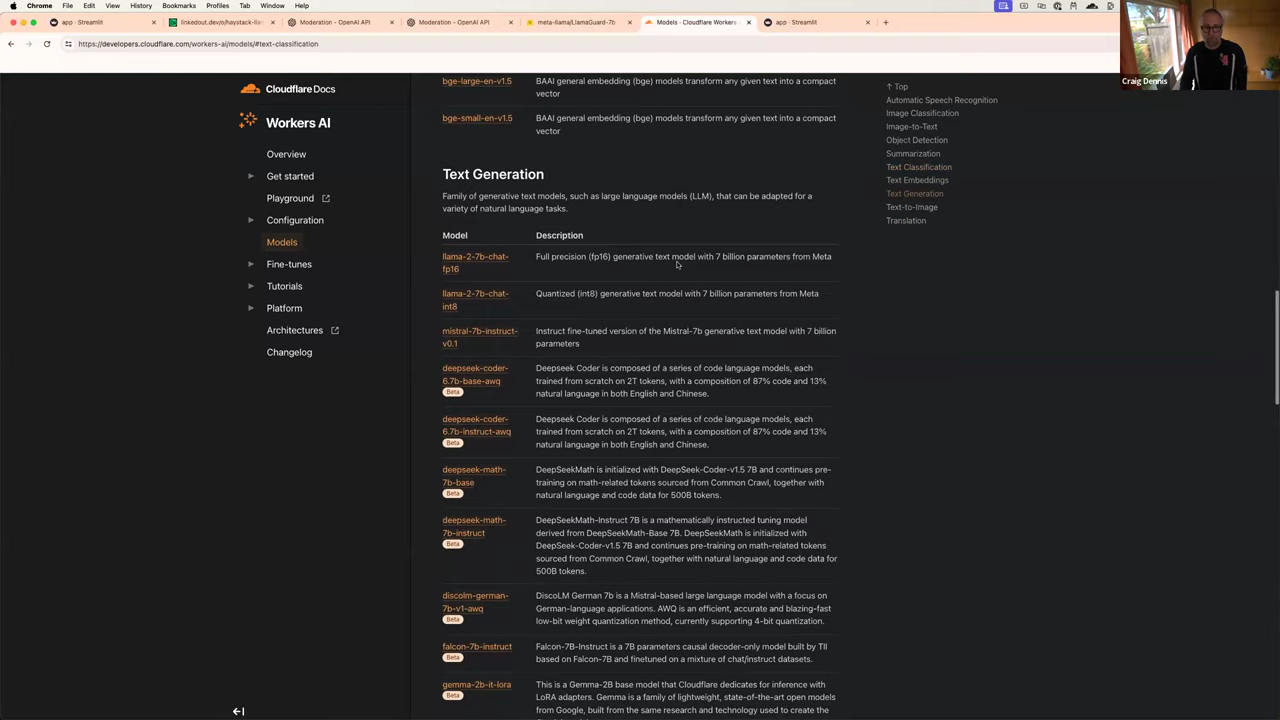 Chrome File Edit View History Bookmarks Profiles Tab Window Help
app · Streamlit
linkedout.dev/o/haystack-lla
Moderation - OpenAI API
Moderation - OpenAI API
meta-llama/LlamaGuard-7b
Models · Cloudflare Workers
app · Streamlit
https://developers.cloudflare.com/workers-ai/models/#text-classification
Craig Dennis
Cloudflare Docs
Workers AI
Overview
Get started
Playground
Configuration
Models
Fine-tunes
Tutorials
Platform
Architectures
Changelog
bge-large-en-v1.5
BAAI general embedding (bge) models transform any given text into a compact
vector
bge-small-en-v1.5
BAAI general embedding (bge) models transform any given text into a compact
vector
Text Generation
Family of generative text models, such as large language models (LLM), that can be adapted for a
variety of natural language tasks.
Model Description
llama-2-7b-chat-
fp16
Full precision (fp16) generative text model with 7 billion parameters from Meta
llama-2-7b-chat-
int8
Quantized (int8) generative text model with 7 billion parameters from Meta
mistral-7b-instruct-
v0.1
Instruct fine-tuned version of the Mistral-7b generative text model with 7 billion
parameters
deepseek-coder-
6.7b-base-awq
Beta
Deepseek Coder is composed of a series of code language models, each
trained from scratch on 2T tokens, with a composition of 87% code and 13%
natural language in both English and Chinese.
deepseek-coder-
6.7b-instruct-awq
Beta
Deepseek Coder is composed of a series of code language models, each
trained from scratch on 2T tokens, with a composition of 87% code and 13%
natural language in both English and Chinese.
deepseek-math-
7b-base
Beta
DeepSeekMath is initialized with DeepSeek-Coder-v1.5 7B and continues pre-
training on math-related tokens sourced from Common Crawl, together with
natural language and code data for 500B tokens.
deepseek-math-
7b-instruct
Beta
DeepSeekMath-Instruct 7B is a mathematically instructed tuning model
derived from DeepSeekMath-Base 7B. DeepSeekMath is initialized with
DeepSeek-Coder-v1.5 7B and continues pre-training on math-related tokens
sourced from Common Crawl, together with natural language and code data for
500B tokens.
discolm-german-
7b-v1-awq
Beta
DiscoLM German 7b is a Mistral-based large language model with a focus on
German-language applications. AWQ is an efficient, accurate and blazing-fast
low-bit weight quantization method, currently supporting 4-bit quantization.
falcon-7b-instruct
Beta
Falcon-7B-Instruct is a 7B parameters causal decoder-only model built by TII
based on Falcon-7B and finetuned on a mixture of chat/instruct datasets.
gemma-2b-it-lora
Beta
This is a Gemma-2B base model that Cloudflare dedicates for inference with
LoRA adapters. Gemma is a family of lightweight, state-of-the-art open models
from Google, built from the same research and technology used to create the
↑ Top
Automatic Speech Recognition
Image Classification
Image-to-Text
Object Detection
Summarization
Text Classification
Text Embeddings
Text Generation
Text-to-Image
Translation